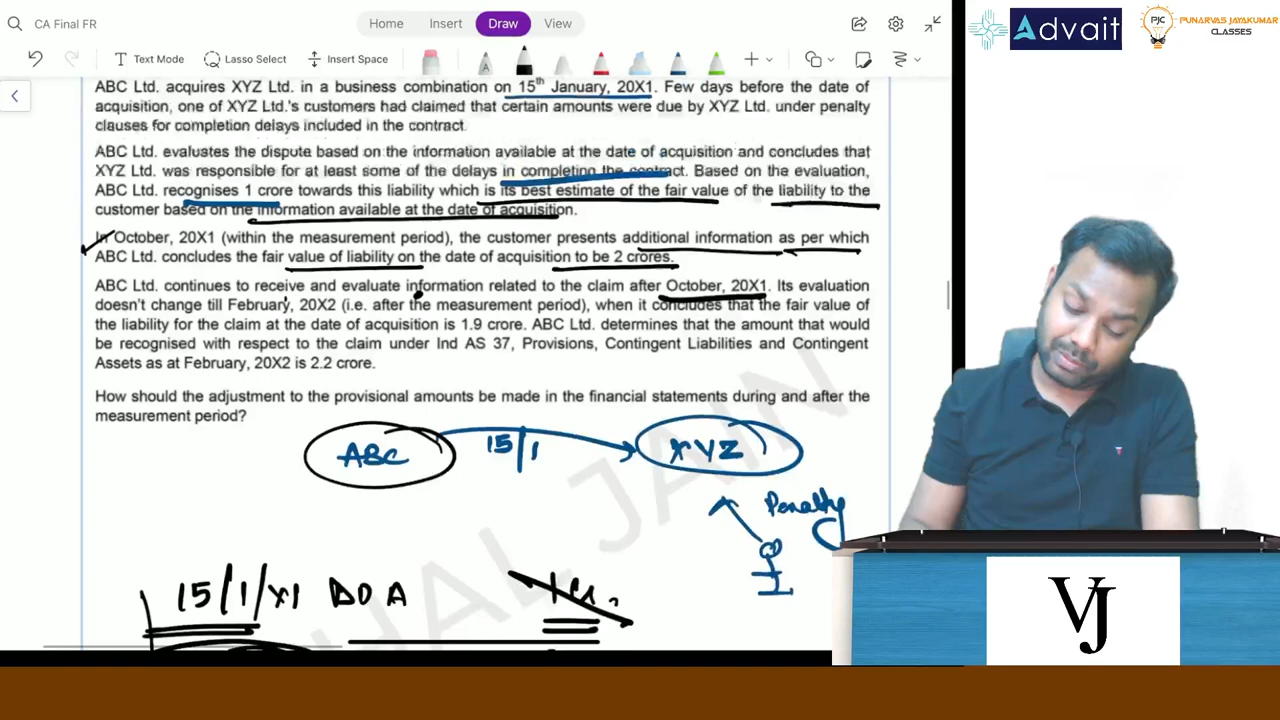 CA Final FR
Home Insert Draw View
Advait
PJC
PUNARVAS JAYAKUMAR
CLASSES
Text Mode Lasso Select Insert Space
ABC Ltd. acquires XYZ Ltd. in a business combination on 15th January, 20X1. Few days before the date of
acquisition, one of XYZ Ltd.'s customers had claimed that certain amounts were due by XYZ Ltd. under penalty
clauses for completion delays included in the contract.
ABC Ltd. evaluates the dispute based on the information available at the date of acquisition and concludes that
XYZ Ltd. was responsible for at least some of the delays in completing the contract. Based on the evaluation,
ABC Ltd. recognises 1 crore towards this liability which is its best estimate of the fair value of the liability to the
customer based on the information available at the date of acquisition.
In October, 20X1 (within the measurement period), the customer presents additional information as per which
ABC Ltd. concludes the fair value of liability on the date of acquisition to be 2 crores.
ABC Ltd. continues to receive and evaluate information related to the claim after October, 20X1. Its evaluation
doesn't change till February, 20X2 (i.e. after the measurement period), when it concludes that the fair value of
the liability for the claim at the date of acquisition is 1.9 crore. ABC Ltd. determines that the amount that would
be recognised with respect to the claim under Ind AS 37, Provisions, Contingent Liabilities and Contingent
Assets as at February, 20X2 is 2.2 crore.
How should the adjustment to the provisional amounts be made in the financial statements during and after the
measurement period?
ABC 15/1 XYZ
Penalty
15/1/X1 DOA 1 cr.
JAL JAIN
VJ